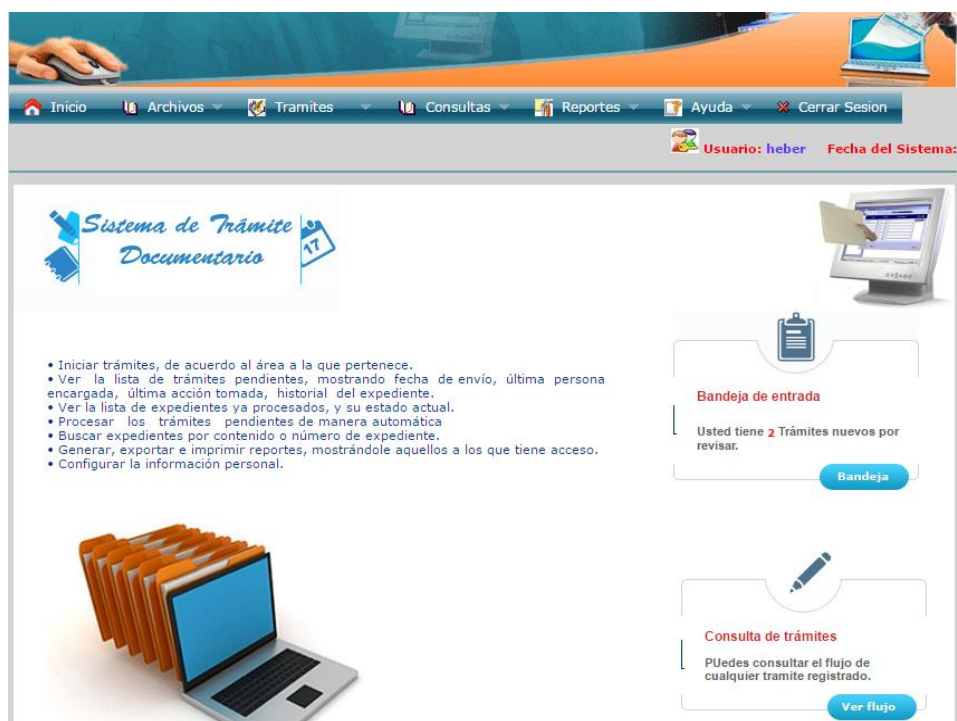 Inicio Archivos Tramites Consultas Reportes Ayuda Cerrar Sesion
Usuario: heber Fecha del Sistema:
Sistema de Trámite
Documentario
17
• Iniciar trámites, de acuerdo al área a la que pertenece.
• Ver la lista de trámites pendientes, mostrando fecha de envío, última persona
encargada, última acción tomada, historial del expediente.
• Ver la lista de expedientes ya procesados, y su estado actual.
• Procesar los trámites pendientes de manera automática
• Buscar expedientes por contenido o número de expediente.
• Generar, exportar e imprimir reportes, mostrándole aquellos a los que tiene acceso.
• Configurar la información personal.
Bandeja de entrada
Usted tiene 2 Trámites nuevos por
revisar.
Bandeja
Consulta de trámites
PUedes consultar el flujo de
cualquier tramite registrado.
Ver flujo